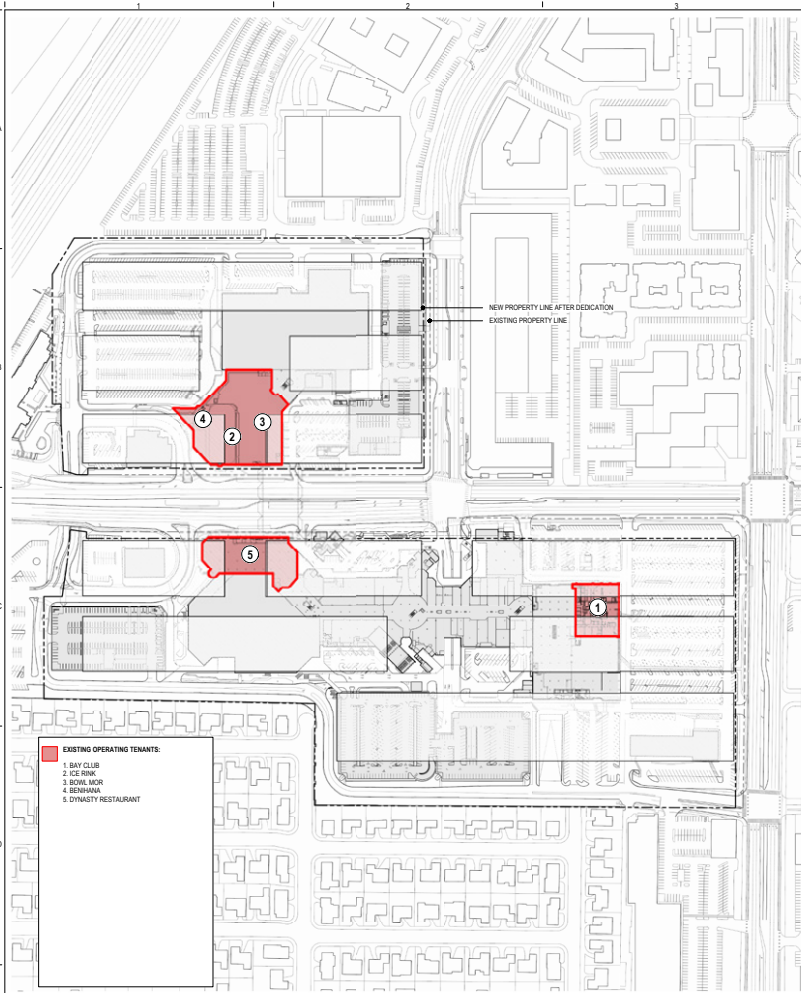 1 2 3
A
NEW PROPERTY LINE AFTER DEDICATION
EXISTING PROPERTY LINE
B
4
3
2
5
C
1
EXISTING OPERATING TENANTS:
1. BAY CLUB
2. ICE RINK
3. BOWL MOR
4. BENIHANA
5. DYNASTY RESTAURANT
D